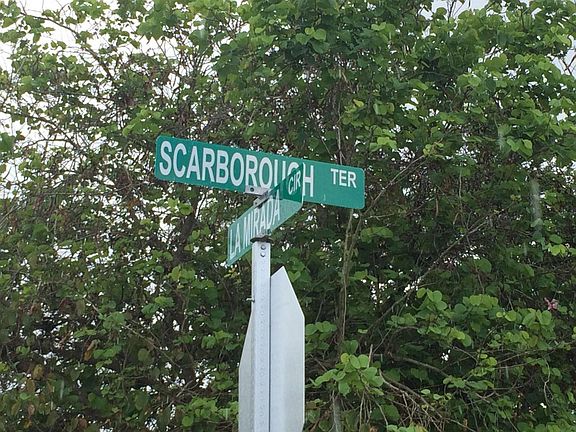 SCARBOROUGH TER
LA MIRADA CIR